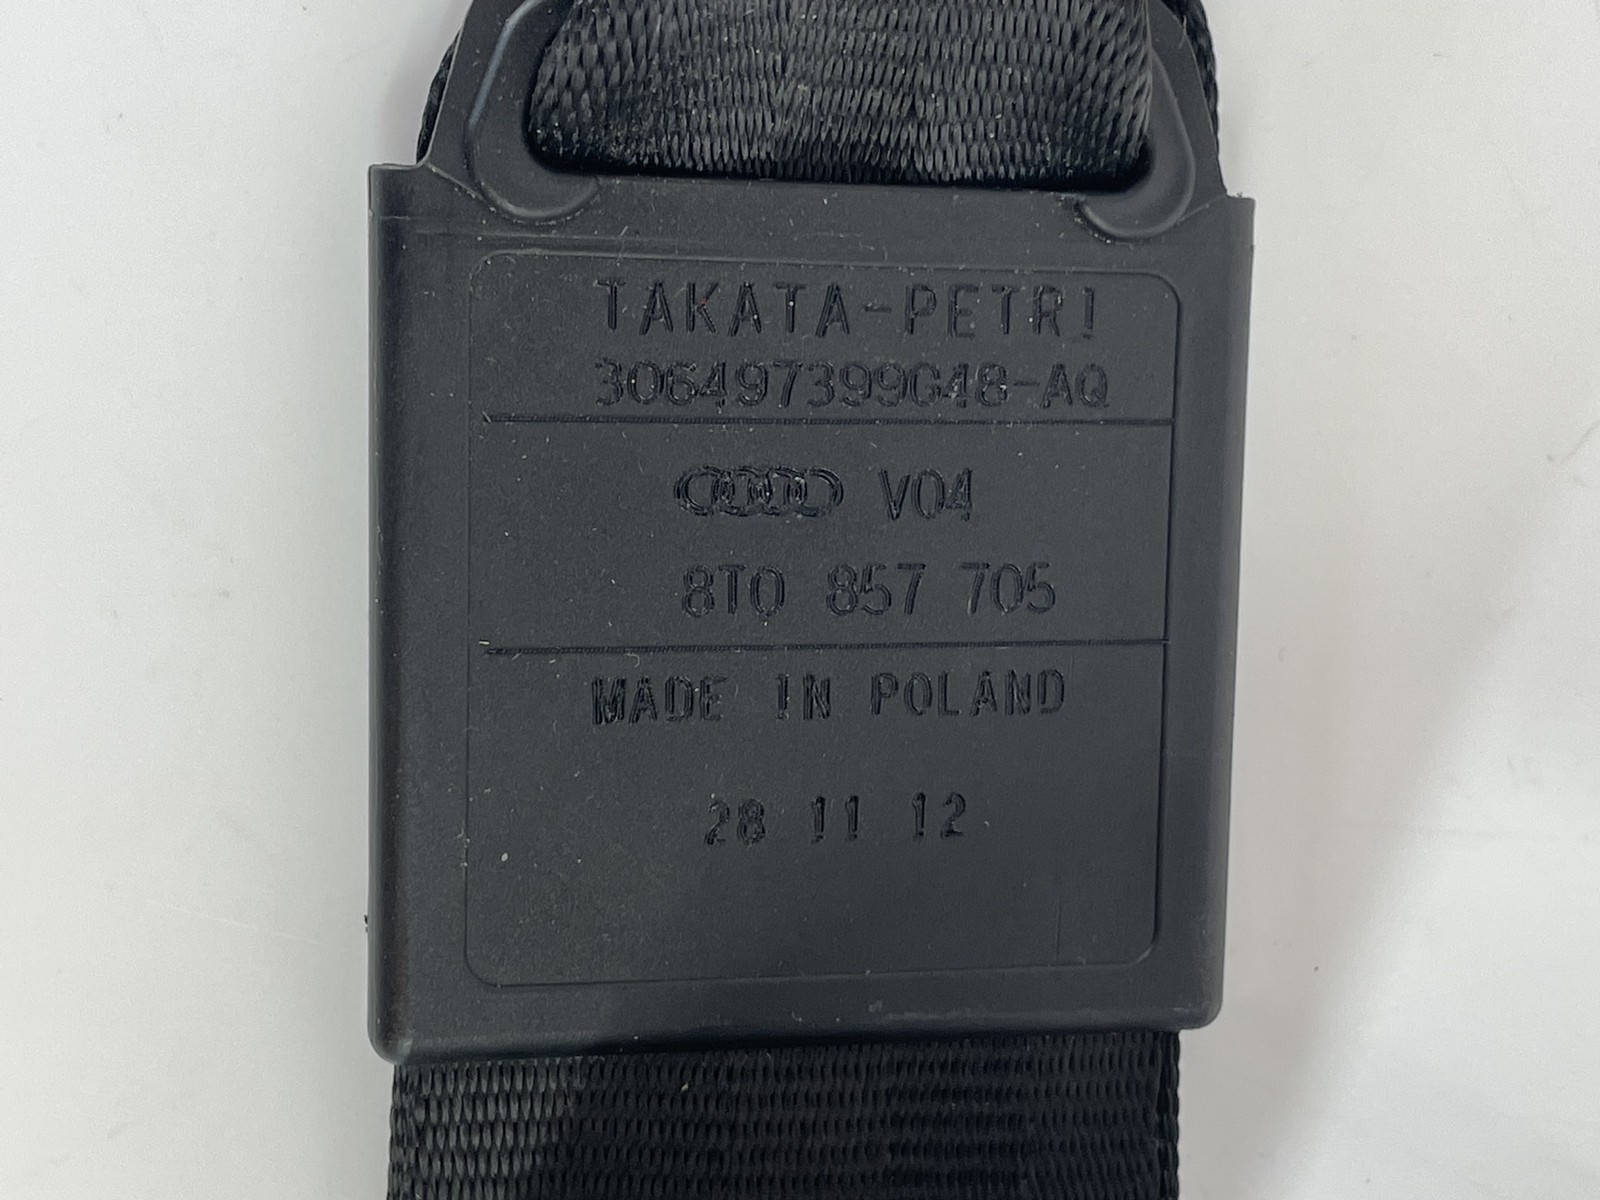 TAKATA-PETRI
306497399G48-AQ
V04
8T0 857 705
MADE IN POLAND
28 11 12